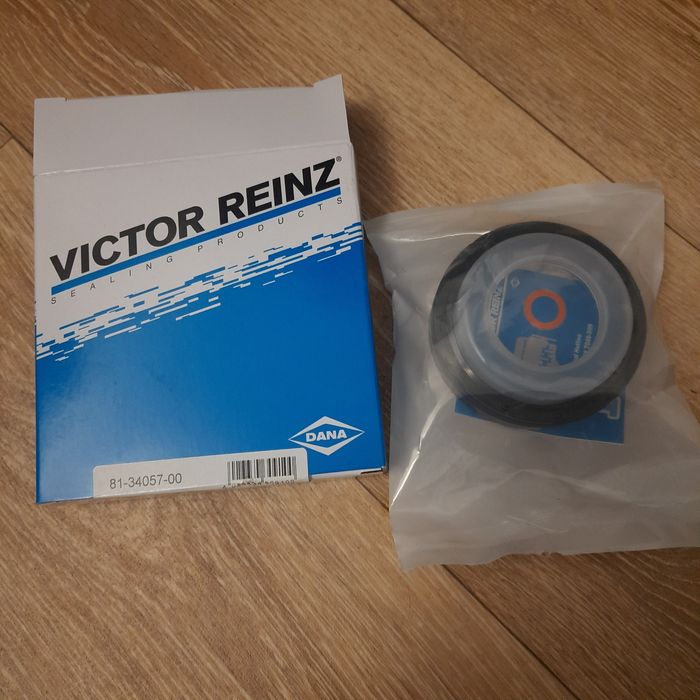 VICTOR REINZ®
SEALING PRODUCTS
DANA
81-34057-00